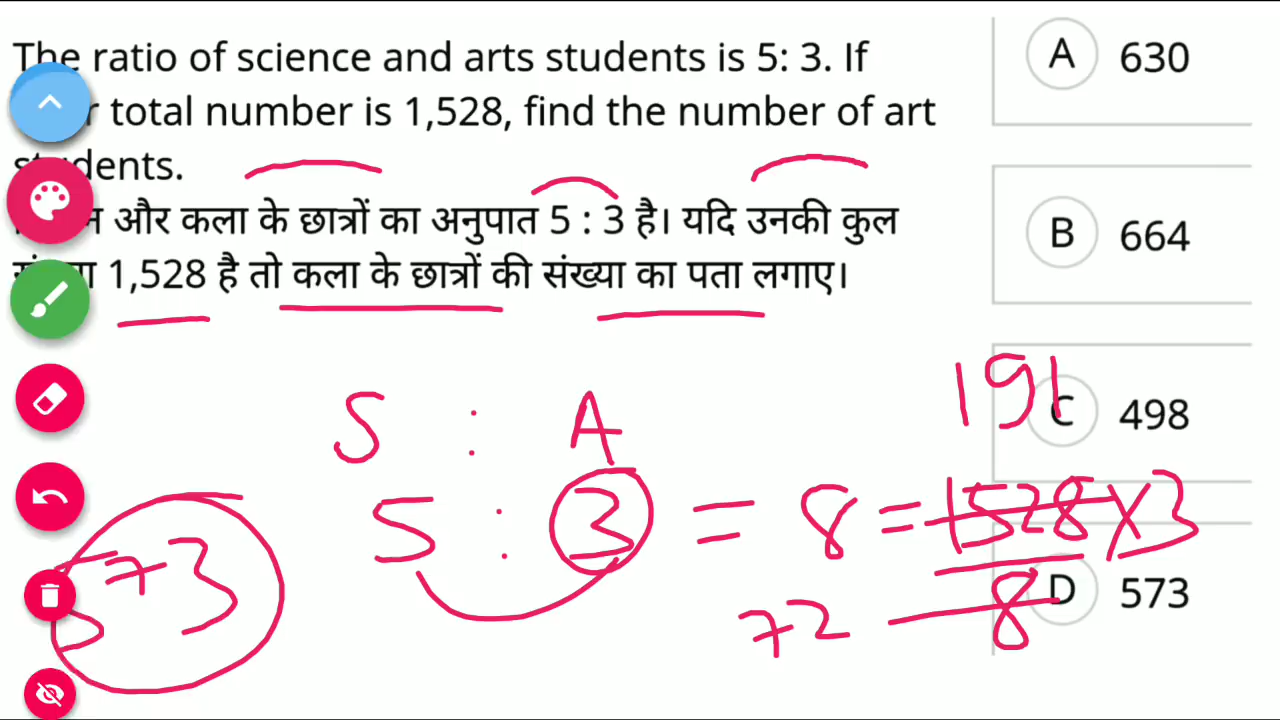 The ratio of science and arts students is 5: 3. If
total number is 1,528, find the number of art
students.
और कला के छात्रों का अनुपात 5 : 3 है। यदि उनकी कुल
1,528 है तो कला के छात्रों की संख्या का पता लगाए।
A 630
B 664
C 498
D 573
S : A
5 : 3 = 8 = 1528 X 3
8
191
72
573